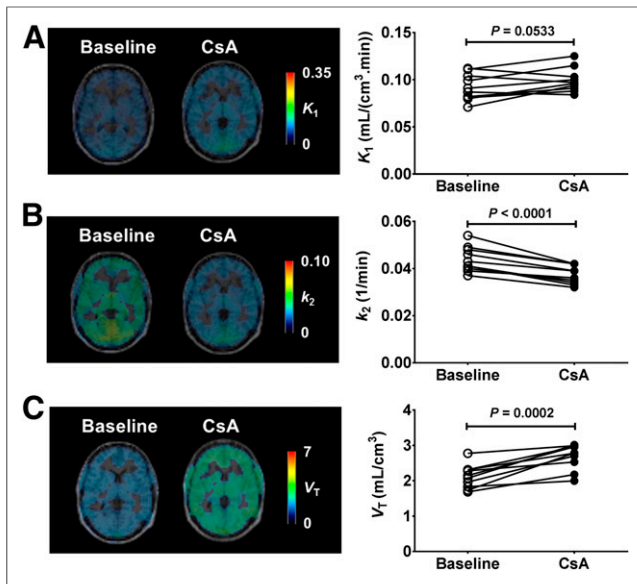 A
Baseline
CsA
0.35
K1
0
K1 (mL/(cm³.min))
0.15
0.10
0.05
0.00
P = 0.0533
Baseline
CsA
B
Baseline
CsA
0.10
k2
0
k2 (1/min)
0.06
0.04
0.02
0.00
P < 0.0001
Baseline
CsA
C
Baseline
CsA
7
VT
0
VT (mL/cm³)
4
3
2
1
0
P = 0.0002
Baseline
CsA